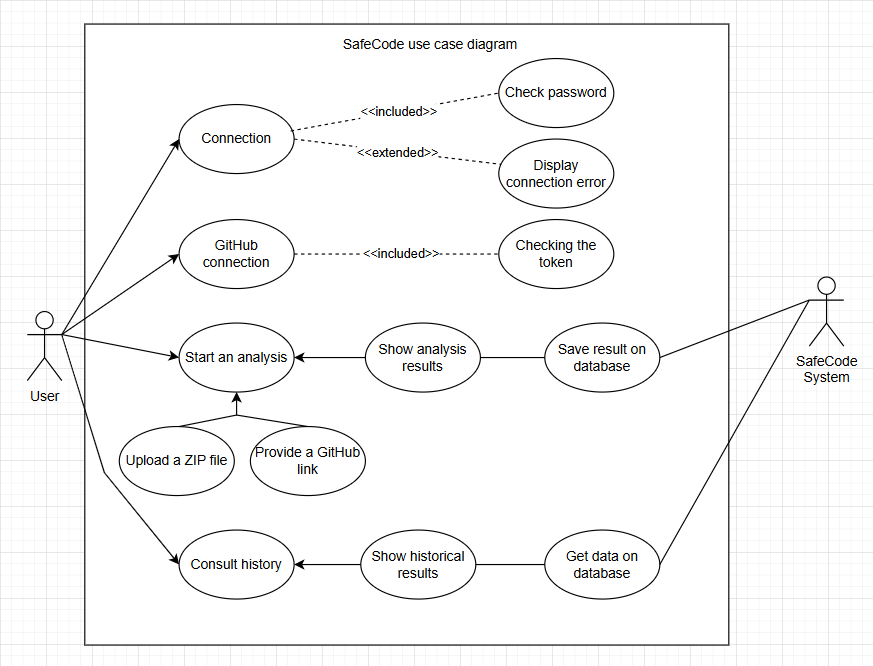 SafeCode use case diagram
Check password
<<included>>
Connection
<<extended>>
Display
connection error
GitHub
connection
<<included>>
Checking the
token
Start an analysis
Show analysis
results
Save result on
database
SafeCode
System
User
Upload a ZIP file
Provide a GitHub
link
Consult history
Show historical
results
Get data on
database